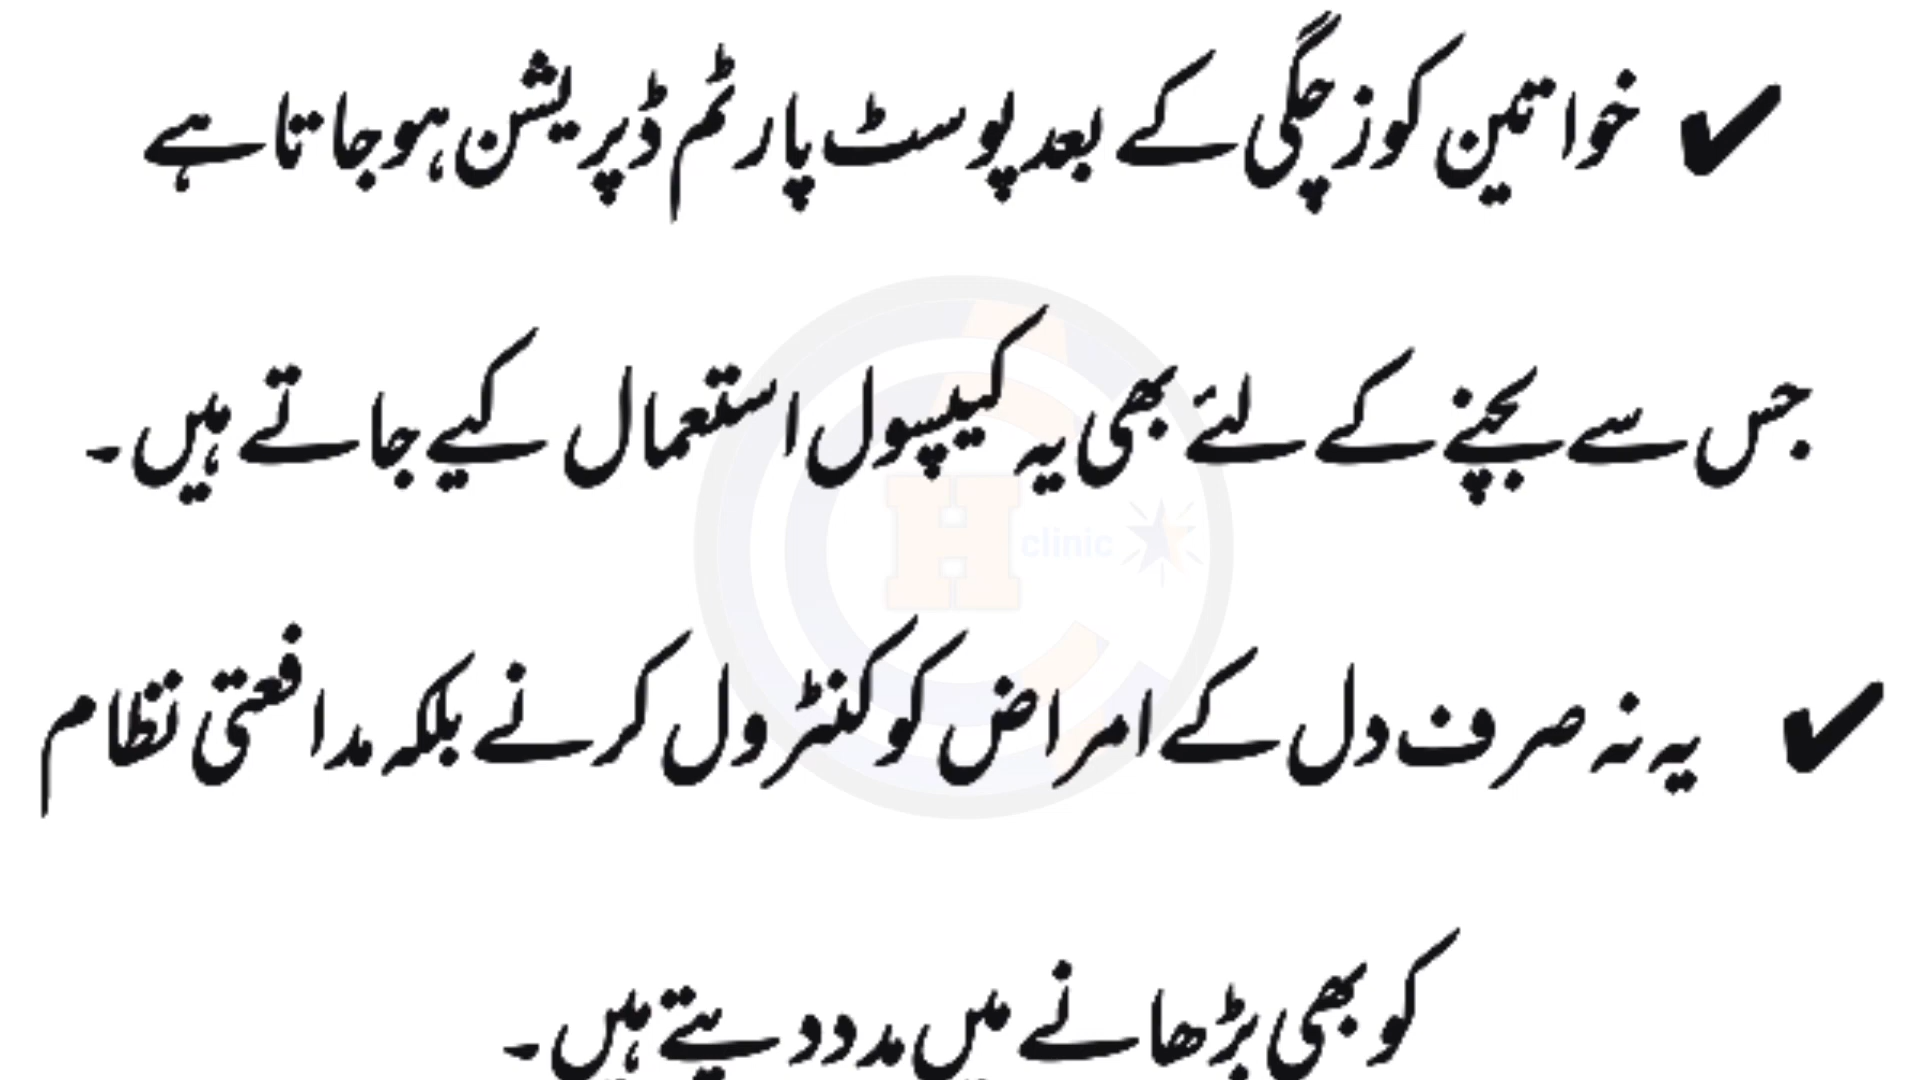 ✔ خواتین کو زچگی کے بعد پوسٹ پارٹم ڈپریشن ہو جاتا ہے
جس سے بچنے کے لئے بھی یہ کیپسول استعمال کیے جاتے ہیں۔
H clinic
✔ یہ نہ صرف دل کے امراض کو کنٹرول کرنے بلکہ مدافعتی نظام
کو بھی بڑھانے میں مدد دیتے ہیں۔